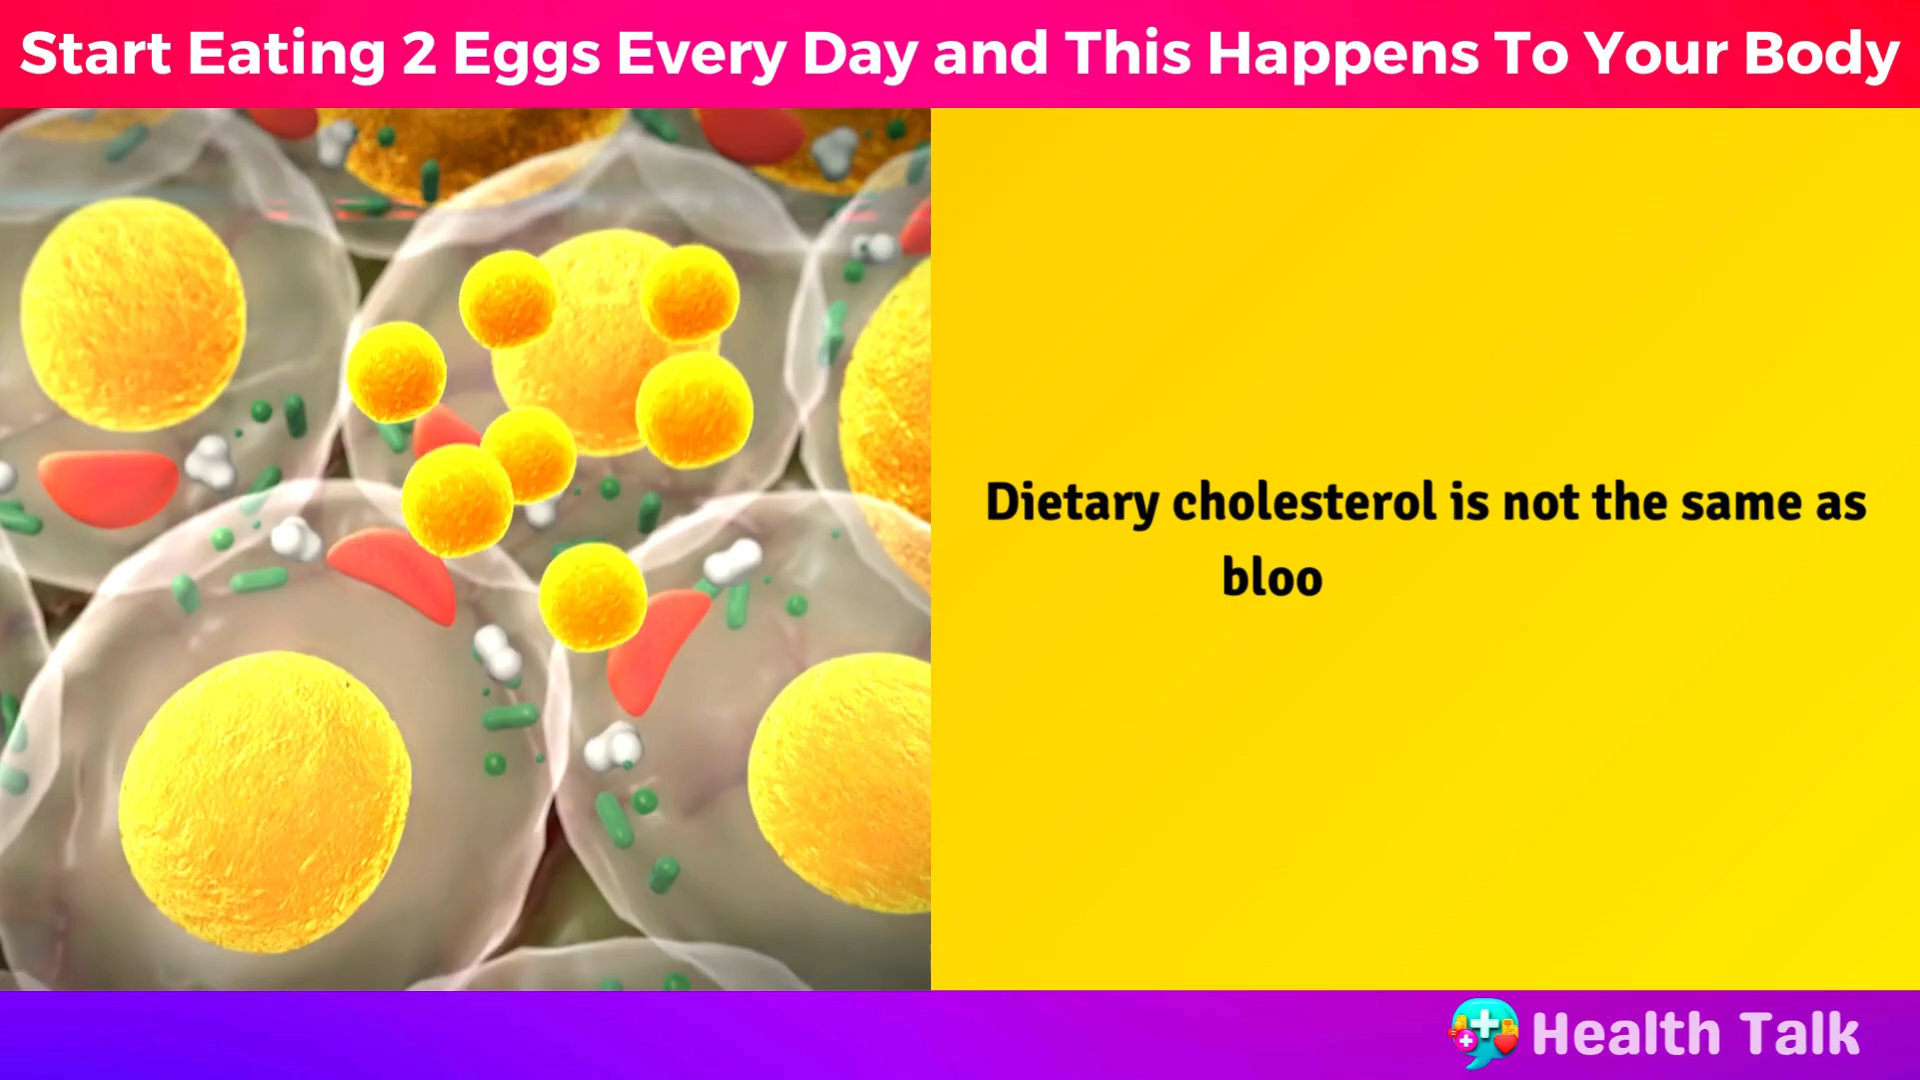 Start Eating 2 Eggs Every Day and This Happens To Your Body
Dietary cholesterol is not the same as
bloo
Health Talk